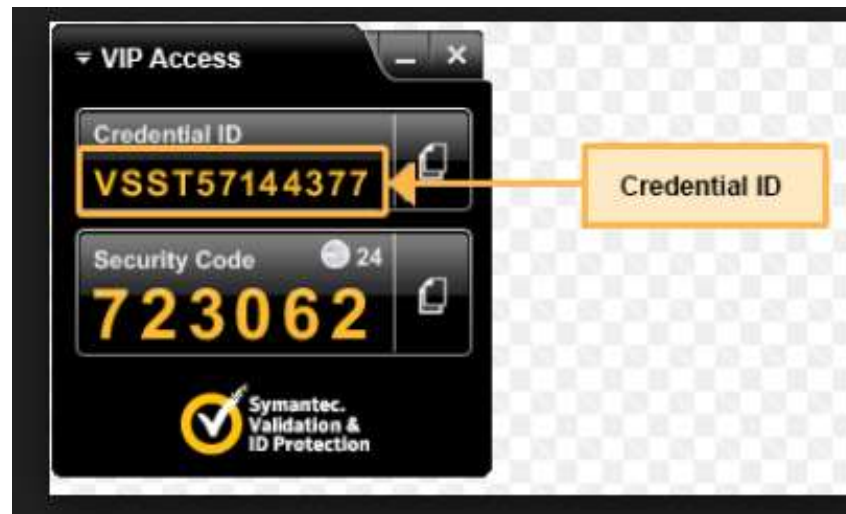 VIP Access
Credential ID
VSST57144377
Credential ID
Security Code 24
723062
Symantec.
Validation &
ID Protection